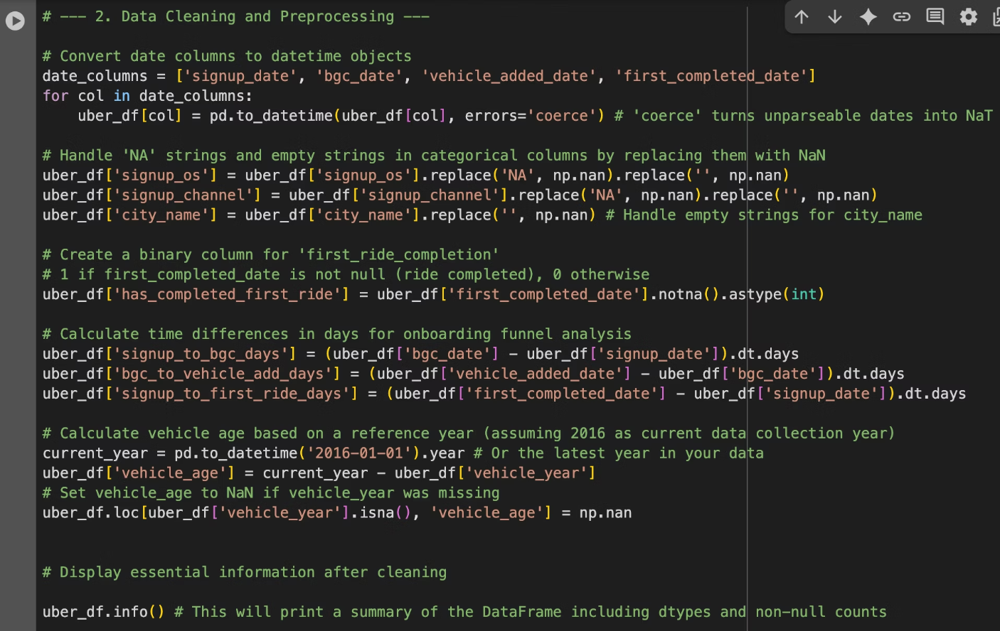 # --- 2. Data Cleaning and Preprocessing ---
# Convert date columns to datetime objects
date_columns = ['signup_date', 'bgc_date', 'vehicle_added_date', 'first_completed_date']
for col in date_columns:
    uber_df[col] = pd.to_datetime(uber_df[col], errors='coerce') # 'coerce' turns unparseable dates into NaT
# Handle 'NA' strings and empty strings in categorical columns by replacing them with NaN
uber_df['signup_os'] = uber_df['signup_os'].replace('NA', np.nan).replace('', np.nan)
uber_df['signup_channel'] = uber_df['signup_channel'].replace('NA', np.nan).replace('', np.nan)
uber_df['city_name'] = uber_df['city_name'].replace('', np.nan) # Handle empty strings for city_name
# Create a binary column for 'first_ride_completion'
# 1 if first_completed_date is not null (ride completed), 0 otherwise
uber_df['has_completed_first_ride'] = uber_df['first_completed_date'].notna().astype(int)
# Calculate time differences in days for onboarding funnel analysis
uber_df['signup_to_bgc_days'] = (uber_df['bgc_date'] - uber_df['signup_date']).dt.days
uber_df['bgc_to_vehicle_add_days'] = (uber_df['vehicle_added_date'] - uber_df['bgc_date']).dt.days
uber_df['signup_to_first_ride_days'] = (uber_df['first_completed_date'] - uber_df['signup_date']).dt.days
# Calculate vehicle age based on a reference year (assuming 2016 as current data collection year)
current_year = pd.to_datetime('2016-01-01').year # Or the latest year in your data
uber_df['vehicle_age'] = current_year - uber_df['vehicle_year']
# Set vehicle_age to NaN if vehicle_year was missing
uber_df.loc[uber_df['vehicle_year'].isna(), 'vehicle_age'] = np.nan
# Display essential information after cleaning
uber_df.info() # This will print a summary of the DataFrame including dtypes and non-null counts